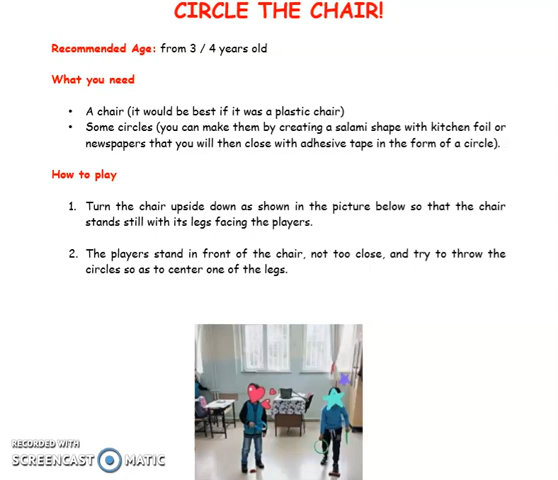 CIRCLE THE CHAIR!
Recommended Age: from 3 / 4 years old
What you need
• A chair (it would be best if it was a plastic chair)
• Some circles (you can make them by creating a salami shape with kitchen foil or
newspapers that you will then close with adhesive tape in the form of a circle).
How to play
1. Turn the chair upside down as shown in the picture below so that the chair
stands still with its legs facing the players.
2. The players stand in front of the chair, not too close, and try to throw the
circles so as to center one of the legs.
RECORDED WITH
SCREENCAST MATIC